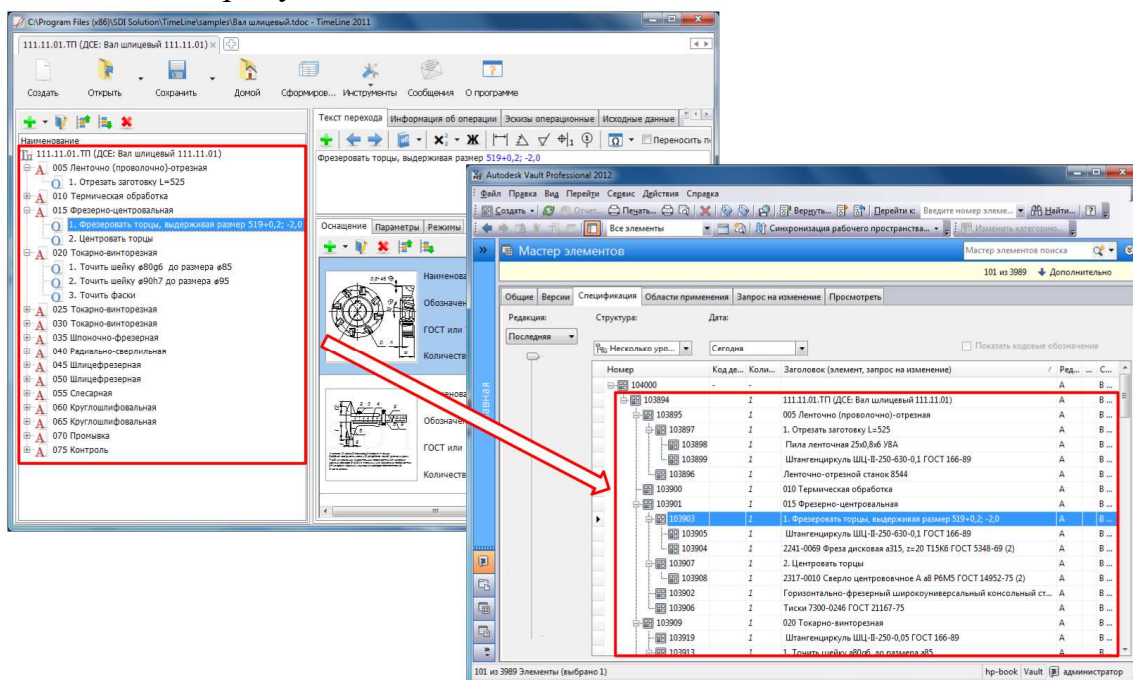 C:\Program Files (x86)\SDI Solution\TimeLine\samples\Вал шлицевый.tdoc - TimeLine 2011
111.11.01.ТП (ДСЕ: Вал шлицевый 111.11.01)
Создать Открыть Сохранить Домой Сформиров... Инструменты Сообщения О программе
Наименование
111.11.01.ТП (ДСЕ: Вал шлицевый 111.11.01)
005 Ленточно (проволочно)-отрезная
1. Отрезать заготовку L=525
010 Термическая обработка
015 Фрезерно-центровальная
1. Фрезеровать торцы, выдерживая размер 519+0,2; -2,0
2. Центровать торцы
020 Токарно-винторезная
1. Точить шейку ø80g6 до размера ø85
2. Точить шейку ø90h7 до размера ø95
3. Точить фаски
025 Токарно-винторезная
030 Токарно-винторезная
035 Шпоночно-фрезерная
040 Радиально-сверлильная
045 Шлицефрезерная
050 Шлицефрезерная
055 Слесарная
060 Круглошлифовальная
065 Круглошлифовальная
070 Промывка
075 Контроль
Текст перехода Информация об операции Эскизы операционные Исходные данные
Переносить п
Фрезеровать торцы, выдерживая размер 519+0,2; -2,0
Оснащение Параметры Режимы
Наименова
Обозначен
ГОСТ или
Количеств
Обозначен
ГОСТ или
Количеств
Autodesk Vault Professional 2012
Файл Правка Вид Перейти Сервис Действия Справка
Создать Отчет... Печать... Вернуть... Перейти к: Введите номер элеме... Найти...
Все элементы Синхронизация рабочего пространства... Изменить категорию...
Мастер элементов Мастер элементов поиска
101 из 3989 Дополнительно
Общие Версии Спецификация Области применения Запрос на изменение Просмотреть
Редакция: Структура: Дата:
Последняя Несколько уро... Сегодня Показать кодовые обозначения
Номер Код де... Коли... Заголовок (элемент, запрос на изменение) Ред... ... С...
104000 - - A В ...
103894 1 111.11.01.ТП (ДСЕ: Вал шлицевый 111.11.01) A В ...
103895 1 005 Ленточно (проволочно)-отрезная A В ...
103897 1 1. Отрезать заготовку L=525 A В ...
103898 1 Пила ленточная 25х0,8х6 У8А A В ...
103899 1 Штангенциркуль ШЦ-II-250-630-0,1 ГОСТ 166-89 A В ...
103896 1 Ленточно-отрезной станок 8544 A В ...
103900 1 010 Термическая обработка A В ...
103901 1 015 Фрезерно-центровальная A В ...
103903 1 1. Фрезеровать торцы, выдерживая размер 519+0,2; -2,0 A В ...
103905 1 Штангенциркуль ШЦ-II-250-630-0,1 ГОСТ 166-89 A В ...
103904 1 2241-0069 Фреза дисковая а315, z=20 Т15К6 ГОСТ 5348-69 (2) A В ...
103907 1 2. Центровать торцы A В ...
103908 1 2317-0010 Сверло центрововчное А а8 Р6М5 ГОСТ 14952-75 (2) A В ...
103902 1 Горизонтально-фрезерный широкоуниверсальный консольный ст... A В ...
103906 1 Тиски 7300-0246 ГОСТ 21167-75 A В ...
103909 1 020 Токарно-винторезная A В ...
103919 1 Штангенциркуль ШЦ-II-250-0,05 ГОСТ 166-89 A В ...
103913 1 1. Точить шейку а80g6 до размера а85 A В ...
101 из 3989 Элементы (выбрано 1) hp-book Vault администратор